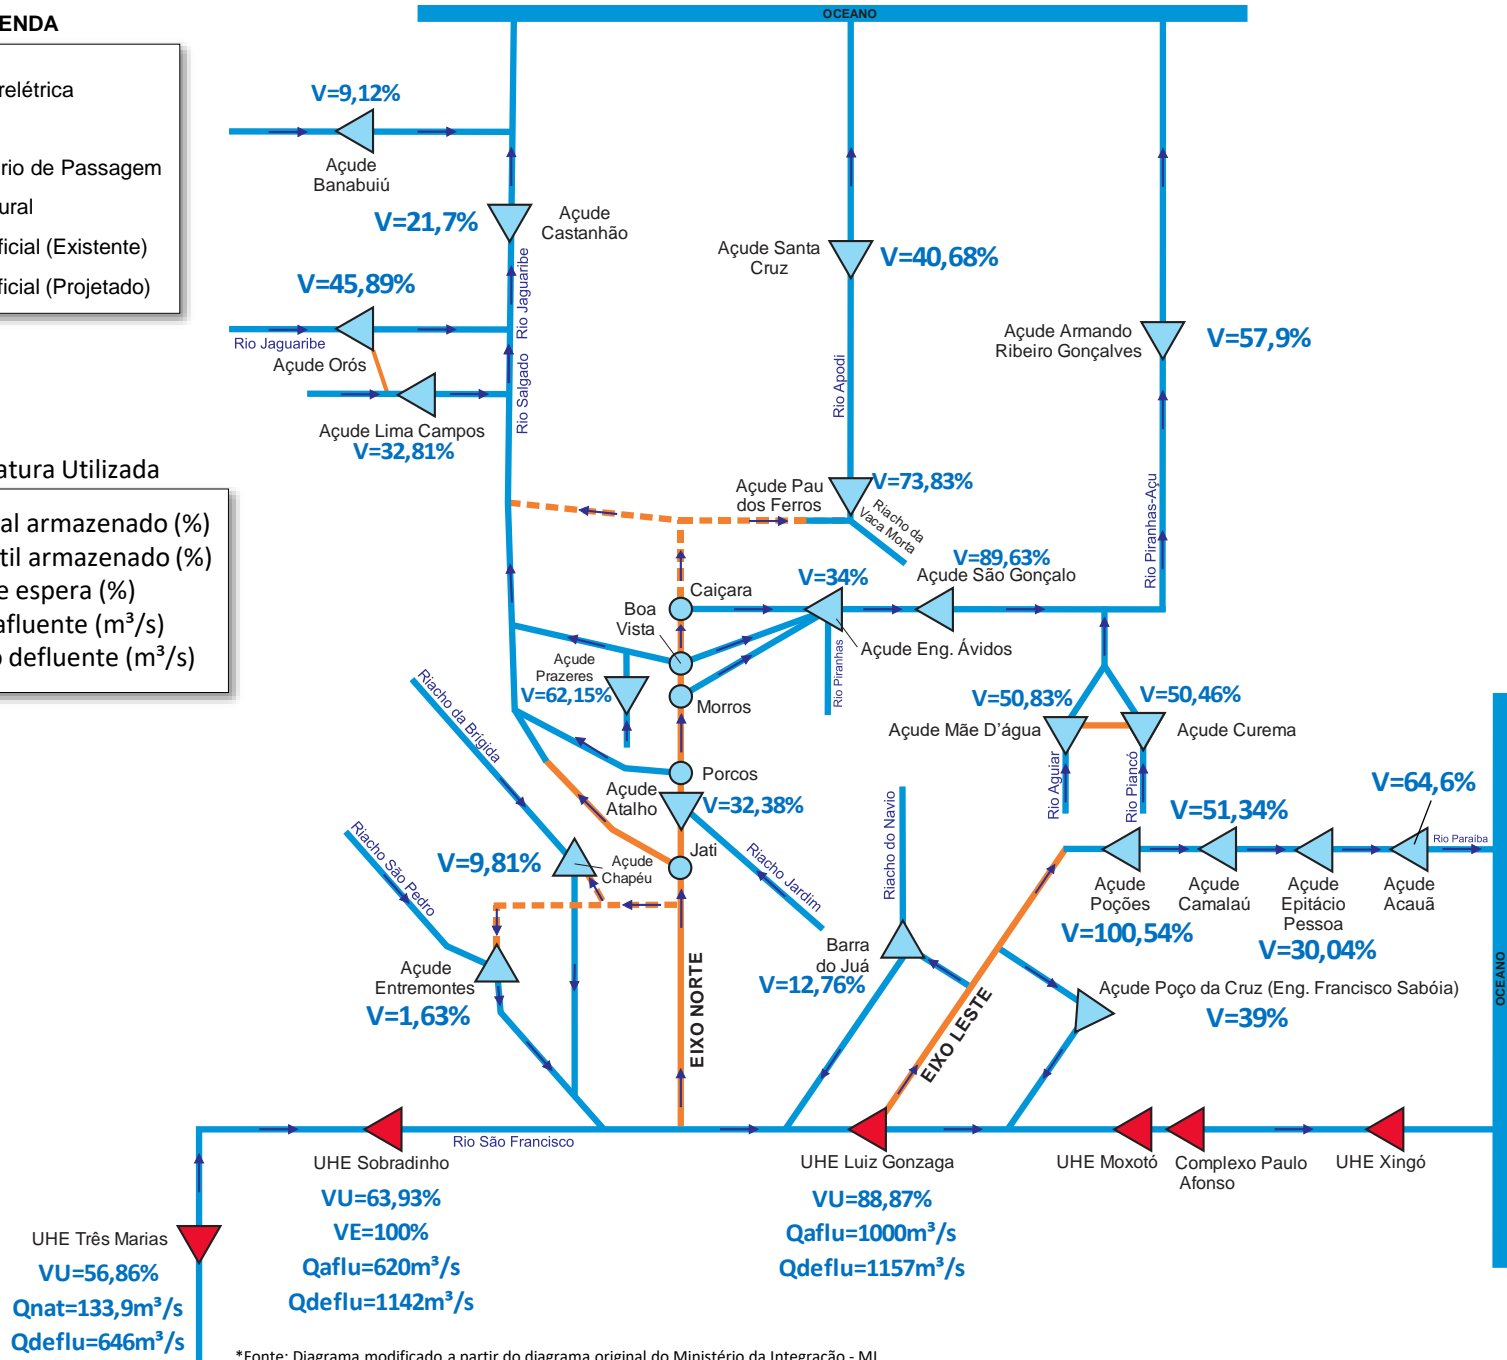 ENDA
relétrica
rio de Passagem
ural
ficial (Existente)
ficial (Projetado)
atura Utilizada
al armazenado (%)
til armazenado (%)
e espera (%)
afluente (m³/s)
o defluente (m³/s)
OCEANO
V=9,12%
Açude
Banabuiú
V=21,7%
Açude
Castanhão
V=45,89%
Rio Jaguaribe
Açude Orós
Rio Jaguaribe
Rio Salgado
Açude Lima Campos
V=32,81%
Açude Santa
Cruz
V=40,68%
Rio Apodi
Açude Armando
Ribeiro Gonçalves
V=57,9%
Rio Piranhas-Açu
Açude Pau
dos Ferros
V=73,83%
Riacho da
Vaca Morta
V=89,63%
Açude São Gonçalo
V=34%
Açude Eng. Ávidos
Rio Piranhas
Caiçara
Boa
Vista
Morros
Açude
Prazeres
V=62,15%
Porcos
Açude
Atalho
V=32,38%
Jati
Riacho Jardim
Riacho da Brígida
Riacho São Pedro
V=9,81%
Açude
Chapéu
Açude
Entremontes
V=1,63%
EIXO NORTE
V=50,83%
Açude Mãe D'água
Rio Aguiar
V=50,46%
Açude Curema
Rio Piancó
V=64,6%
V=51,34%
Rio Paraíba
Açude
Poções
V=100,54%
Açude
Camalaú
Açude
Epitácio
Pessoa
V=30,04%
Açude
Acauã
Riacho do Navio
Barra
do Juá
V=12,76%
EIXO LESTE
Açude Poço da Cruz (Eng. Francisco Sabóia)
V=39%
OCEANO
Rio São Francisco
UHE Sobradinho
VU=63,93%
VE=100%
Qaflu=620m³/s
Qdeflu=1142m³/s
UHE Luiz Gonzaga
VU=88,87%
Qaflu=1000m³/s
Qdeflu=1157m³/s
UHE Moxotó
Complexo Paulo
Afonso
UHE Xingó
UHE Três Marias
VU=56,86%
Qnat=133,9m³/s
Qdeflu=646m³/s
*Fonte: Diagrama modificado a partir do diagrama original do Ministério da Integração - MI